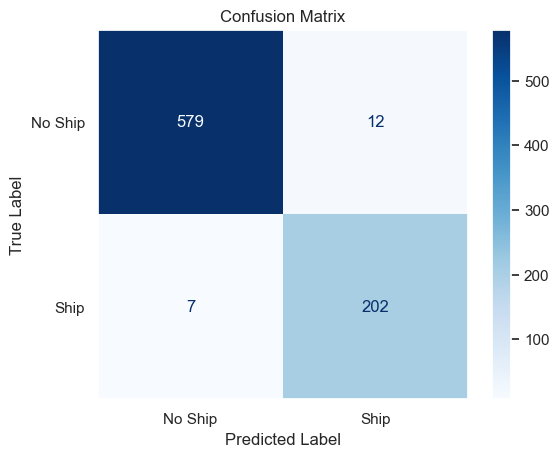 Confusion Matrix
True Label
No Ship
Ship
579
12
7
202
No Ship
Ship
Predicted Label
500
400
300
200
100